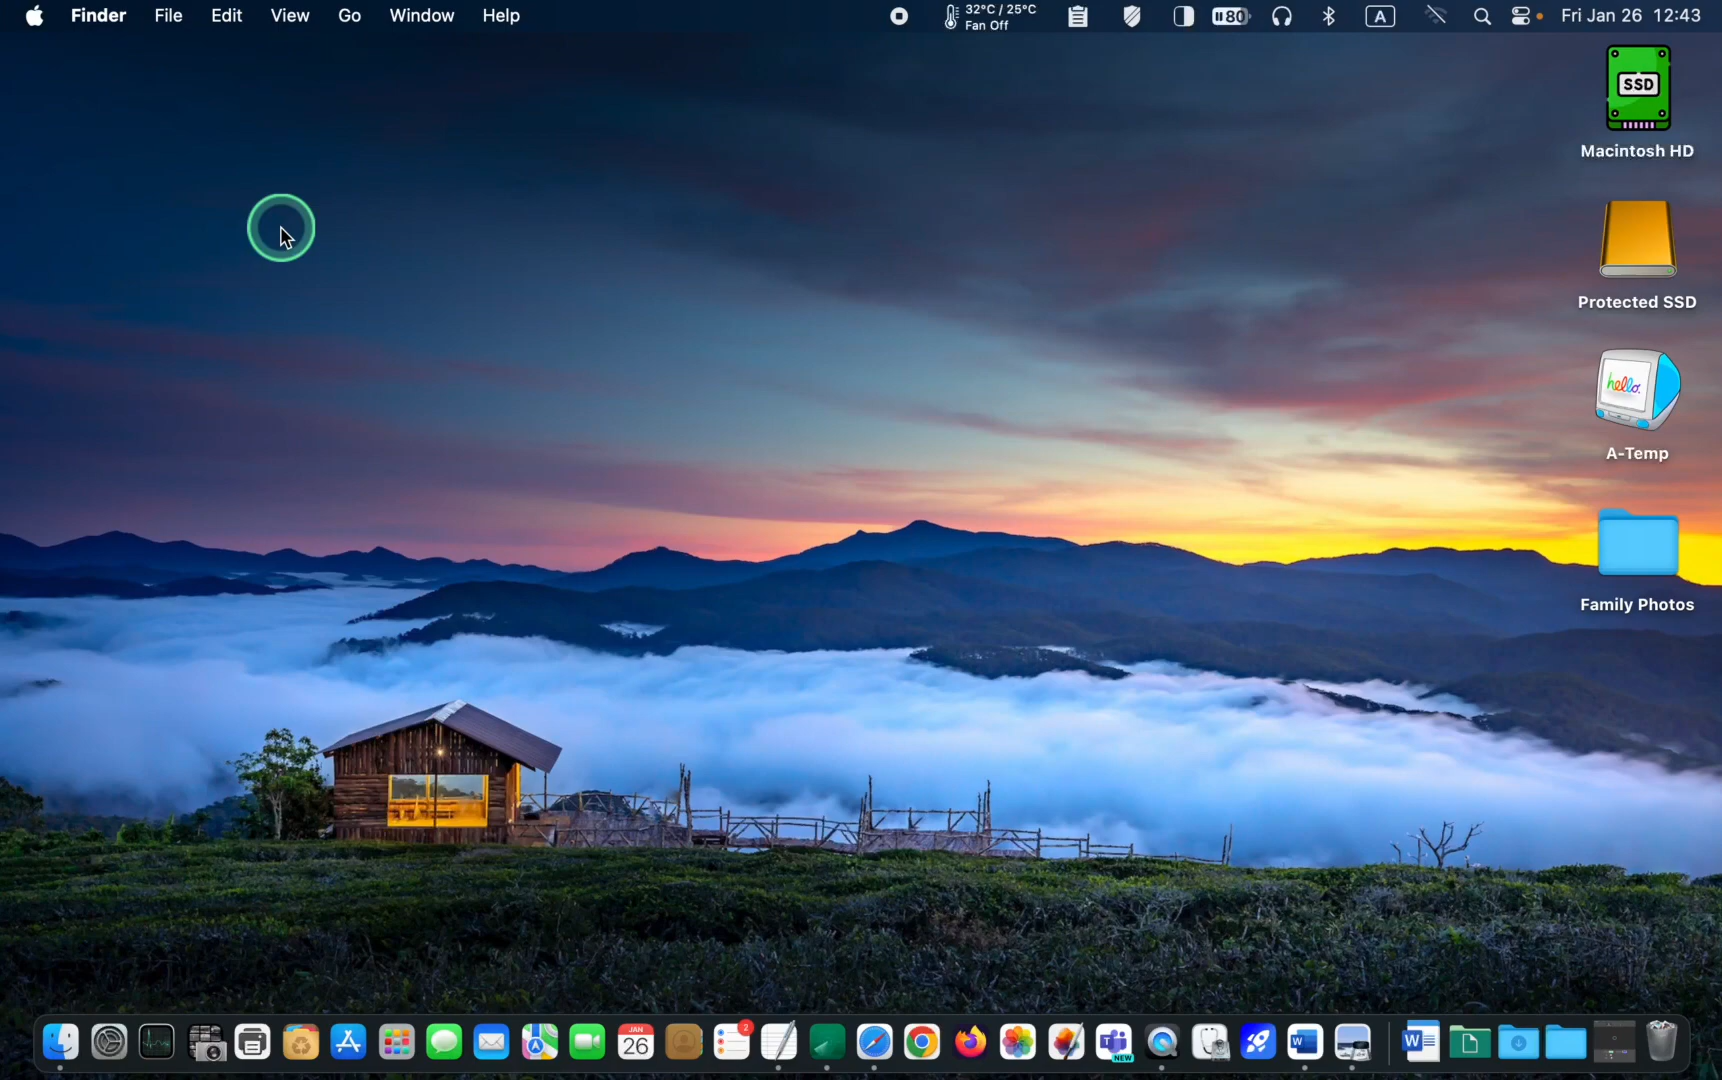 Finder File Edit View Go Window Help 32°C / 25°C 80 A Fri Jan 26 12:43
Fan Off
SSD
Macintosh HD
Protected SSD
hello.
A-Temp
Family Photos
JAN
26
2
NEW
W
W